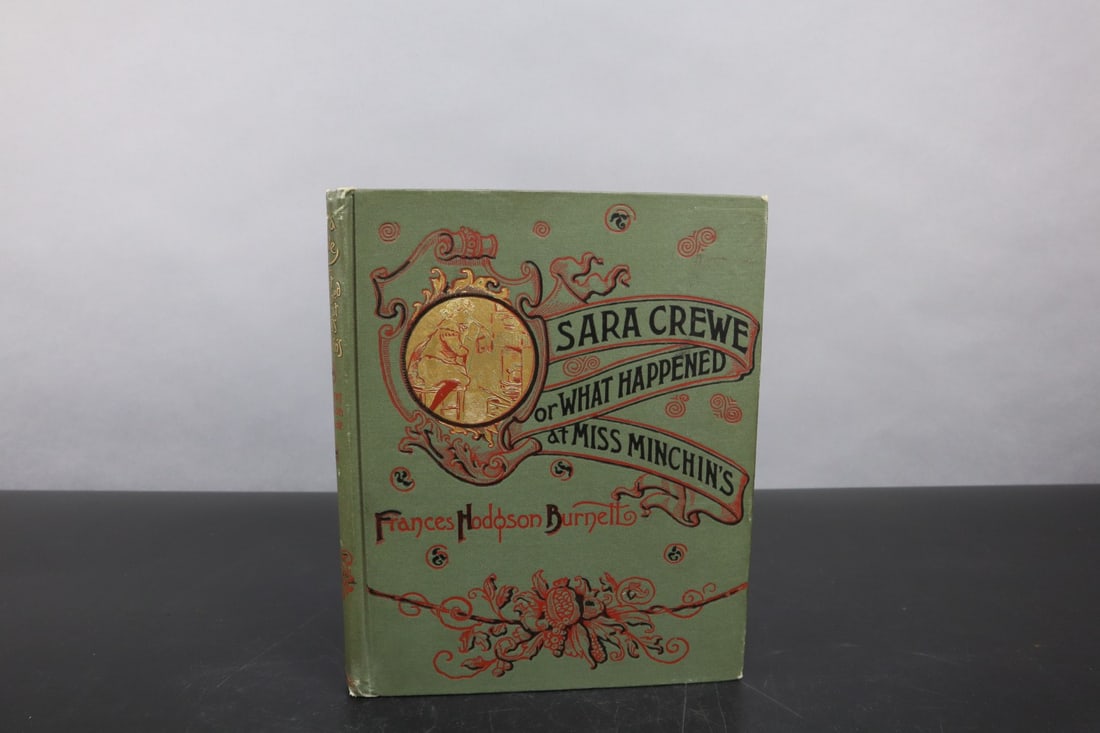 SARA CREWE
or WHAT HAPPENED
at MISS MINCHIN'S
Frances Hodgson Burnett